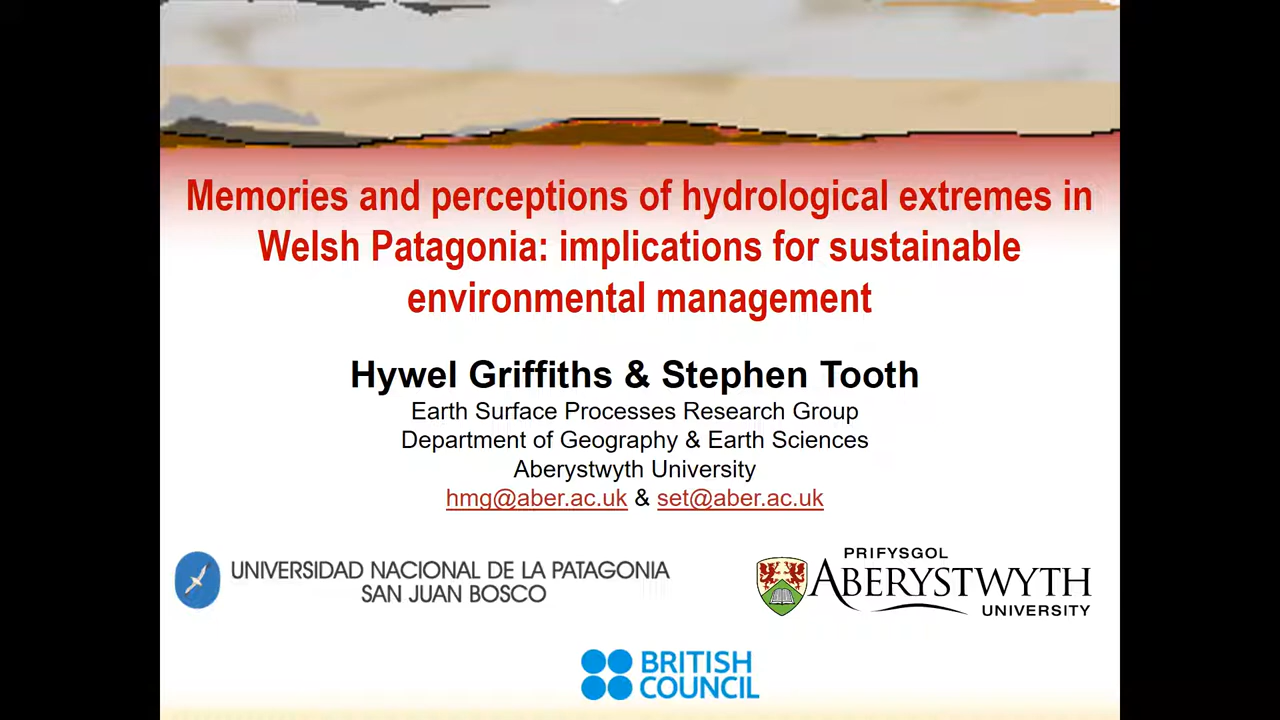 Memories and perceptions of hydrological extremes in
Welsh Patagonia: implications for sustainable
environmental management
Hywel Griffiths & Stephen Tooth
Earth Surface Processes Research Group
Department of Geography & Earth Sciences
Aberystwyth University
hmg@aber.ac.uk & set@aber.ac.uk
UNIVERSIDAD NACIONAL DE LA PATAGONIA
SAN JUAN BOSCO
PRIFYSGOL
ABERYSTWYTH
UNIVERSITY
BRITISH
COUNCIL